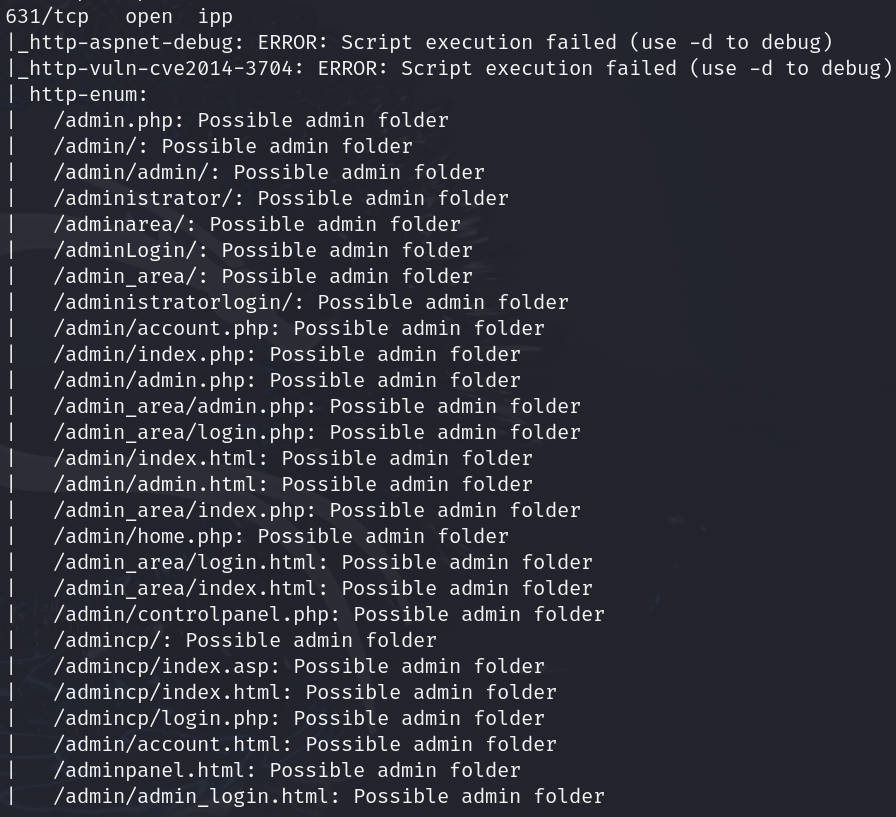 631/tcp   open  ipp
|_http-aspnet-debug: ERROR: Script execution failed (use -d to debug)
|_http-vuln-cve2014-3704: ERROR: Script execution failed (use -d to debug)
| http-enum:
|   /admin.php: Possible admin folder
|   /admin/: Possible admin folder
|   /admin/admin/: Possible admin folder
|   /administrator/: Possible admin folder
|   /adminarea/: Possible admin folder
|   /adminLogin/: Possible admin folder
|   /admin_area/: Possible admin folder
|   /administratorlogin/: Possible admin folder
|   /admin/account.php: Possible admin folder
|   /admin/index.php: Possible admin folder
|   /admin/admin.php: Possible admin folder
|   /admin_area/admin.php: Possible admin folder
|   /admin_area/login.php: Possible admin folder
|   /admin/index.html: Possible admin folder
|   /admin/admin.html: Possible admin folder
|   /admin_area/index.php: Possible admin folder
|   /admin/home.php: Possible admin folder
|   /admin_area/login.html: Possible admin folder
|   /admin_area/index.html: Possible admin folder
|   /admin/controlpanel.php: Possible admin folder
|   /admincp/: Possible admin folder
|   /admincp/index.asp: Possible admin folder
|   /admincp/index.html: Possible admin folder
|   /admincp/login.php: Possible admin folder
|   /admin/account.html: Possible admin folder
|   /adminpanel.html: Possible admin folder
|   /admin/admin_login.html: Possible admin folder